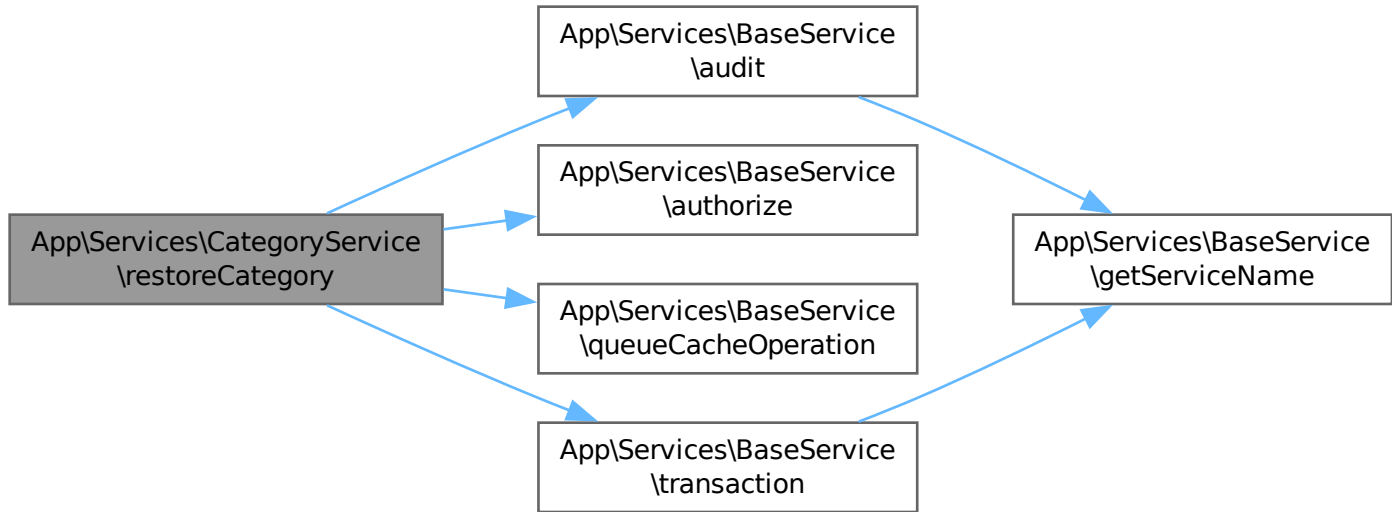 App\Services\BaseService
\audit
App\Services\BaseService
\authorize
App\Services\CategoryService
\restoreCategory
App\Services\BaseService
\getServiceName
App\Services\BaseService
\queueCacheOperation
App\Services\BaseService
\transaction